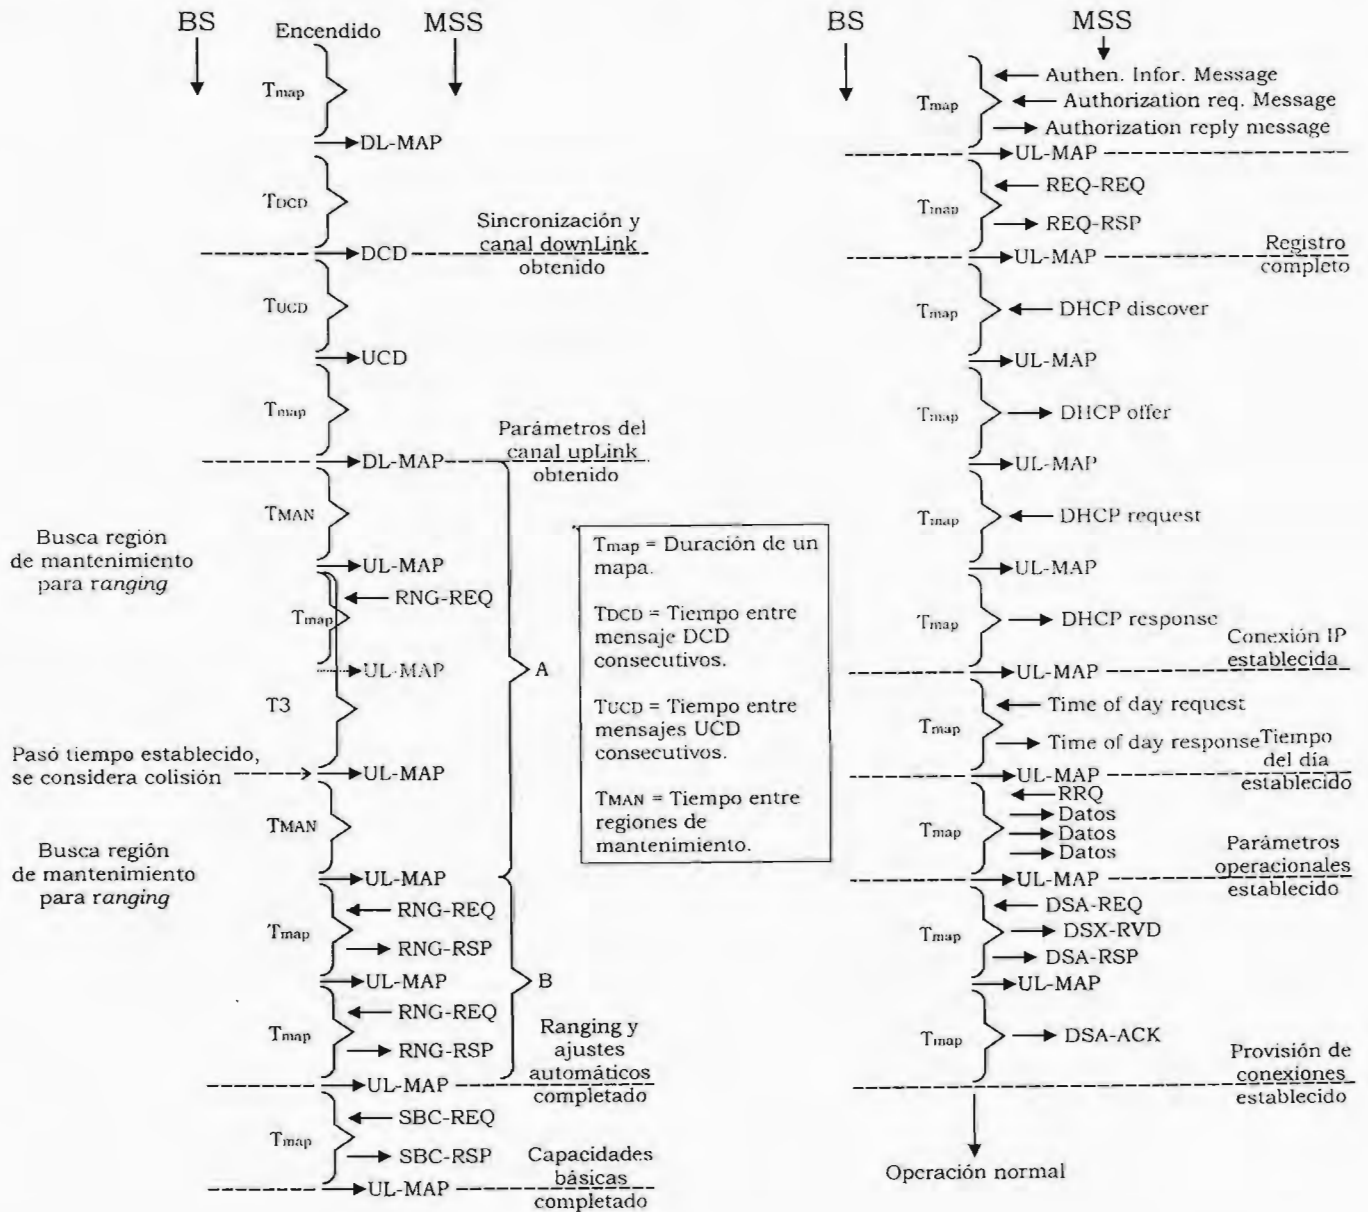 BS
Encendido
MSS
Tmap
DL-MAP
TDCD
Sincronización y
canal downLink
obtenido
DCD
TUCD
UCD
Tmap
Parámetros del
canal upLink
obtenido
DL-MAP
TMAN
Busca región
de mantenimiento
para ranging
UL-MAP
RNG-REQ
Tmap
UL-MAP
A
T3
Pasó tiempo establecido,
se considera colisión
UL-MAP
TMAN
Busca región
de mantenimiento
para ranging
UL-MAP
RNG-REQ
Tmap
RNG-RSP
UL-MAP
B
RNG-REQ
Tmap
RNG-RSP
Ranging y
ajustes
automáticos
completado
UL-MAP
SBC-REQ
Tmap
SBC-RSP
Capacidades
básicas
completado
UL-MAP
Tmap = Duración de un
mapa.
TDCD = Tiempo entre
mensaje DCD
consecutivos.
TUCD = Tiempo entre
mensajes UCD
consecutivos.
TMAN = Tiempo entre
regiones de
mantenimiento.
BS
MSS
Authen. Infor. Message
Tmap
Authorization req. Message
Authorization reply message
UL-MAP
REQ-REQ
Tmap
REQ-RSP
UL-MAP
Registro
completo
Tmap
DHCP discover
UL-MAP
Tmap
DHCP offer
UL-MAP
Tmap
DHCP request
UL-MAP
Tmap
DHCP response
Conexión IP
establecida
UL-MAP
Time of day request
Tmap
Time of day response
Tiempo
del día
establecido
UL-MAP
RRQ
Datos
Tmap
Datos
Datos
Parámetros
operacionales
establecido
UL-MAP
DSA-REQ
Tmap
DSX-RVD
DSA-RSP
UL-MAP
Tmap
DSA-ACK
Provisión de
conexiones
establecido
Operación normal